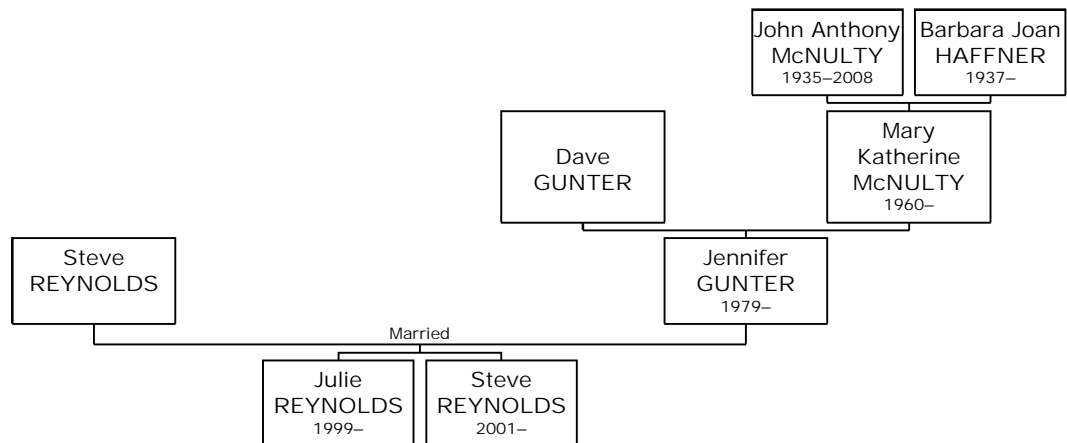 John Anthony
McNULTY
1935–2008
Barbara Joan
HAFFNER
1937–
Dave
GUNTER
Mary
Katherine
McNULTY
1960–
Steve
REYNOLDS
Jennifer
GUNTER
1979–
Married
Julie
REYNOLDS
1999–
Steve
REYNOLDS
2001–